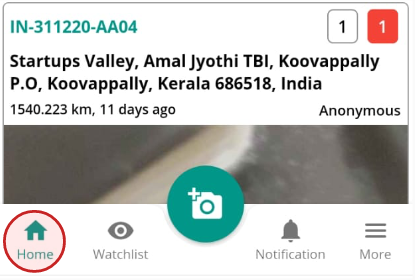 IN-311220-AA04 1 1
Startups Valley, Amal Jyothi TBI, Koovappally
P.O, Koovappally, Kerala 686518, India
1540.223 km, 11 days ago Anonymous
Home Watchlist Notification More